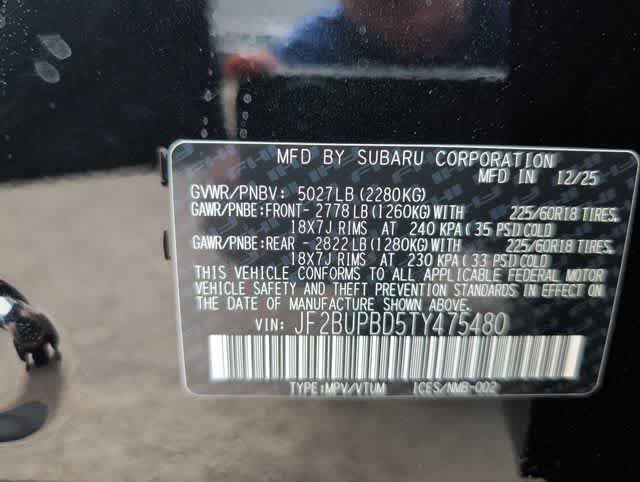 MFD BY SUBARU CORPORATION
MFD IN 12/25
GVWR/PNBV: 5027LB (2280KG)
GAWR/PNBE:FRONT- 2778 LB (1260KG) WITH 225/60R18 TIRES,
18X7J RIMS AT 240 KPA (35 PSI) COLD
GAWR/PNBE:REAR - 2822 LB (1280KG) WITH 225/60R18 TIRES,
18X7J RIMS AT 230 KPA (33 PSI) COLD
THIS VEHICLE CONFORMS TO ALL APPLICABLE FEDERAL MOTOR
VEHICLE SAFETY AND THEFT PREVENTION STANDARDS IN EFFECT ON
THE DATE OF MANUFACTURE SHOWN ABOVE.
VIN: JF2BUPBD5TY475480
TYPE:MPV/VTUM ICES/NMB-002